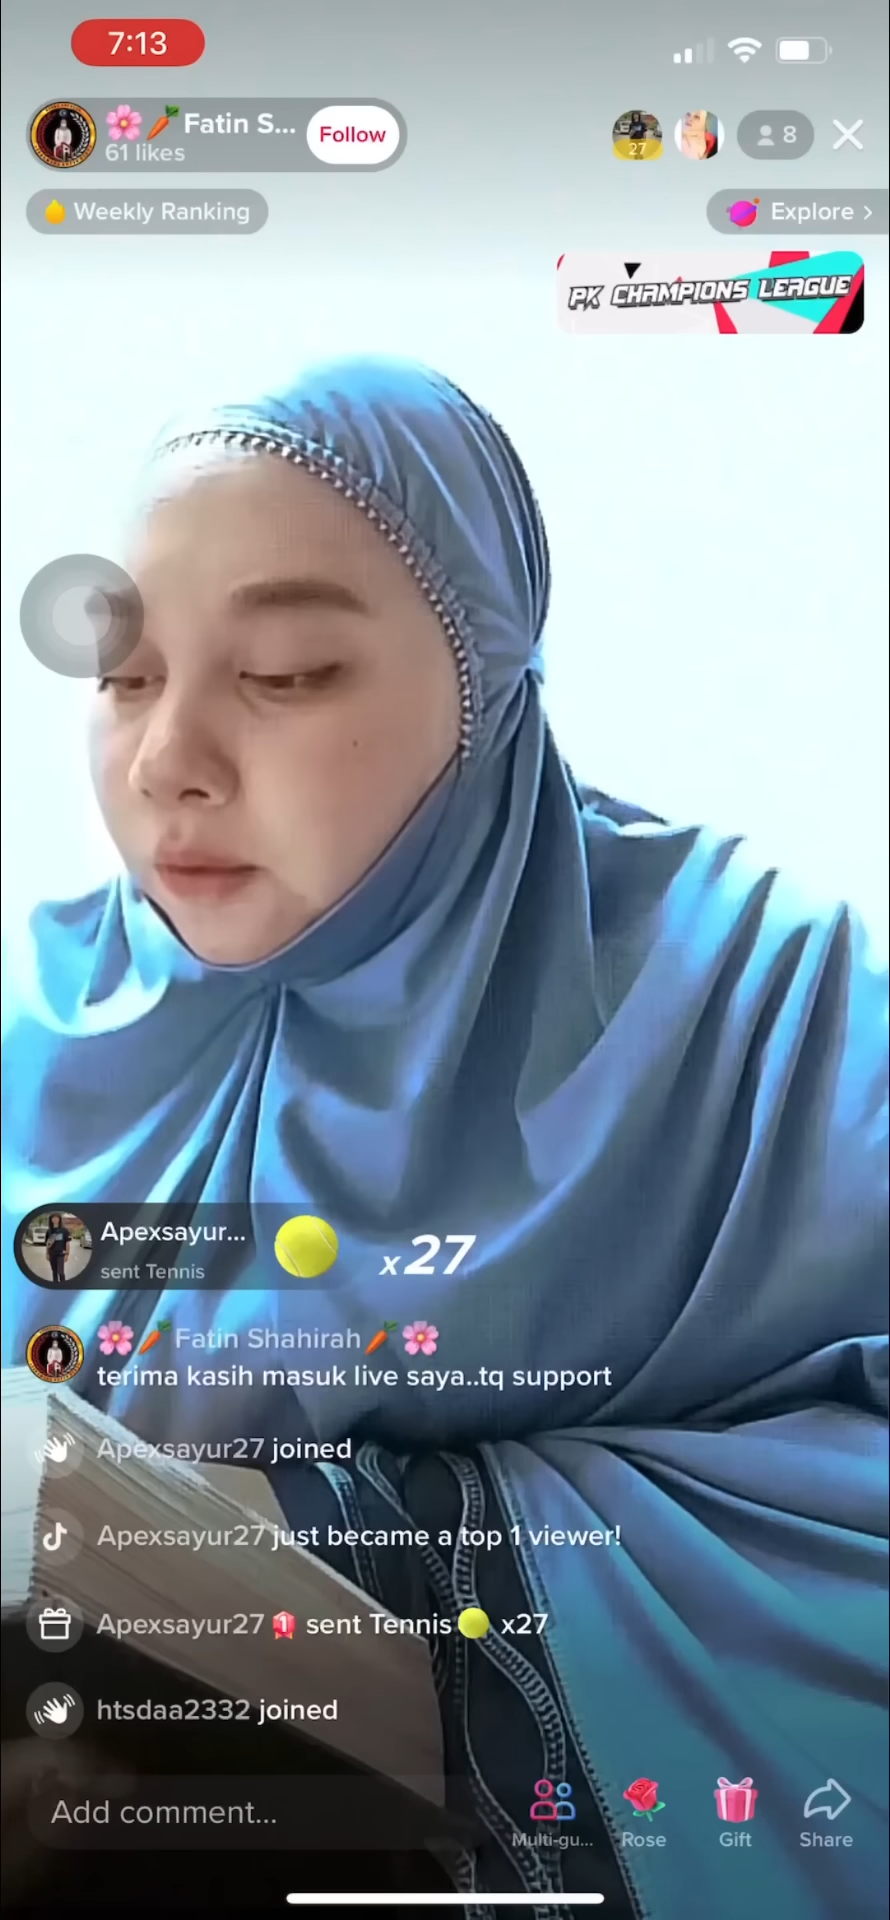 7:13
Fatin S...
61 likes
Follow
27
8
Weekly Ranking
Explore >
PK CHAMPIONS LEAGUE
Apexsayur...
sent Tennis
x27
Fatin Shahirah
terima kasih masuk live saya..tq support
Apexsayur27 joined
Apexsayur27 just became a top 1 viewer!
Apexsayur27 1 sent Tennis x27
htsdaa2332 joined
Add comment...
Multi-gu...
Rose
Gift
Share